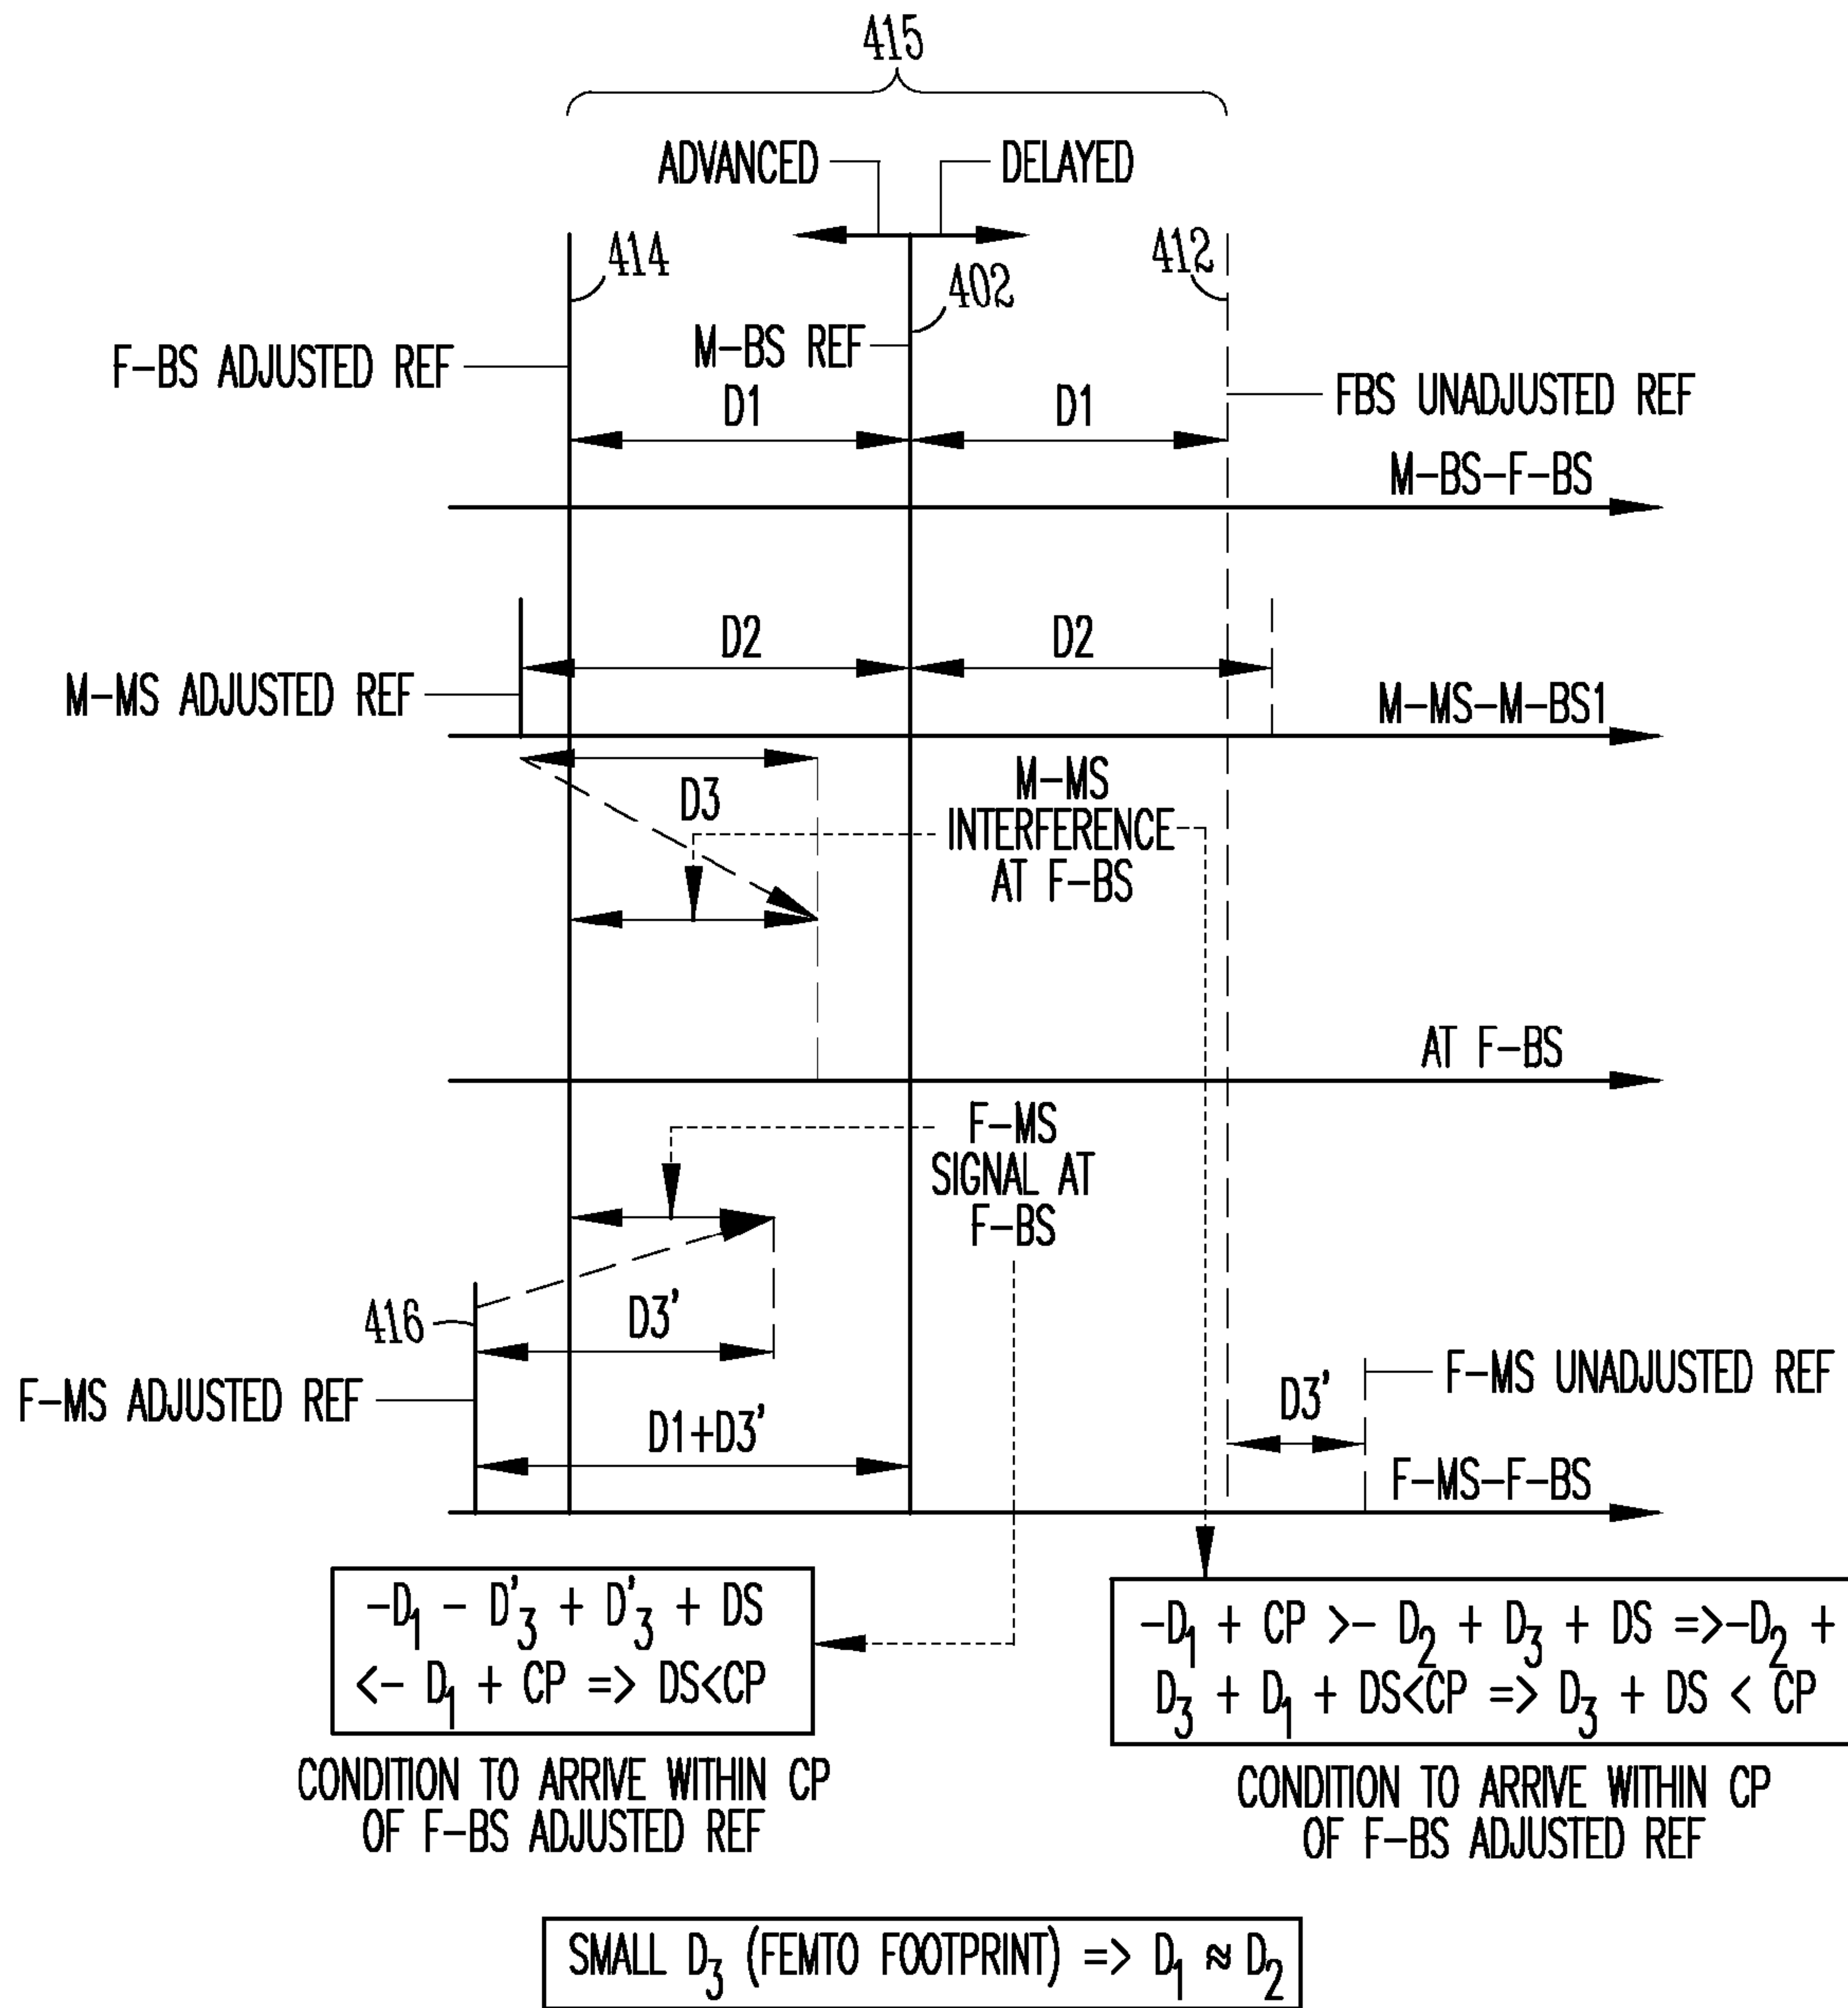 415
ADVANCED
DELAYED
414
402
412
F-BS ADJUSTED REF
M-BS REF
FBS UNADJUSTED REF
D1
D1
M-BS-F-BS
D2
D2
M-MS ADJUSTED REF
M-MS-M-BS1
D3
M-MS
INTERFERENCE
AT F-BS
AT F-BS
F-MS
SIGNAL AT
F-BS
416
D3'
F-MS ADJUSTED REF
D1+D3'
F-MS UNADJUSTED REF
D3'
F-MS-F-BS
-D₁ - D'₃ + D'₃ + DS
<- D₁ + CP => DS<CP
CONDITION TO ARRIVE WITHIN CP
OF F-BS ADJUSTED REF
-D₁ + CP >- D₂ + D₃ + DS =>-D₂ +
D₃ + D₁ + DS<CP => D₃ + DS < CP
CONDITION TO ARRIVE WITHIN CP
OF F-BS ADJUSTED REF
SMALL D₃ (FEMTO FOOTPRINT) => D₁ ≈ D₂